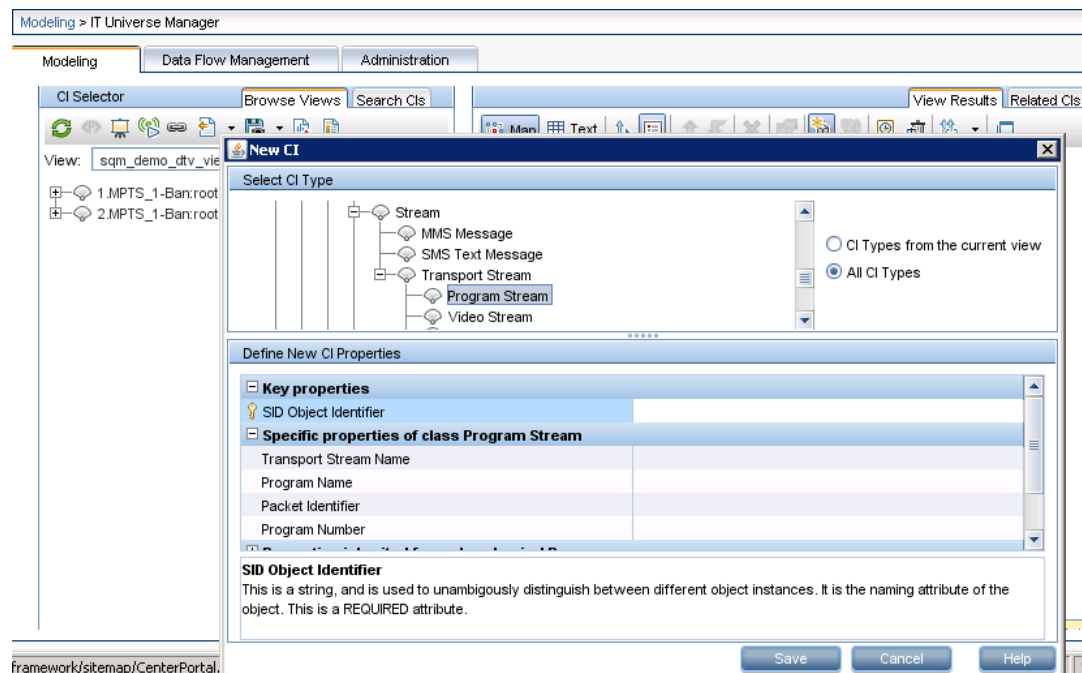 Modeling > IT Universe Manager
Modeling Data Flow Management Administration
CI Selector Browse Views Search CIs View Results Related CIs
Map Text
View: sqm_demo_dtv_vie
1.MPTS_1-Ban:root
2.MPTS_1-Ban:root
New CI
Select CI Type
Stream
MMS Message
SMS Text Message
Transport Stream
Program Stream
Video Stream
CI Types from the current view
All CI Types
Define New CI Properties
Key properties
SID Object Identifier
Specific properties of class Program Stream
Transport Stream Name
Program Name
Packet Identifier
Program Number
SID Object Identifier
This is a string, and is used to unambigously distinguish between different object instances. It is the naming attribute of the
object. This is a REQUIRED attribute.
Save Cancel Help
framework/sitemap/CenterPortal.